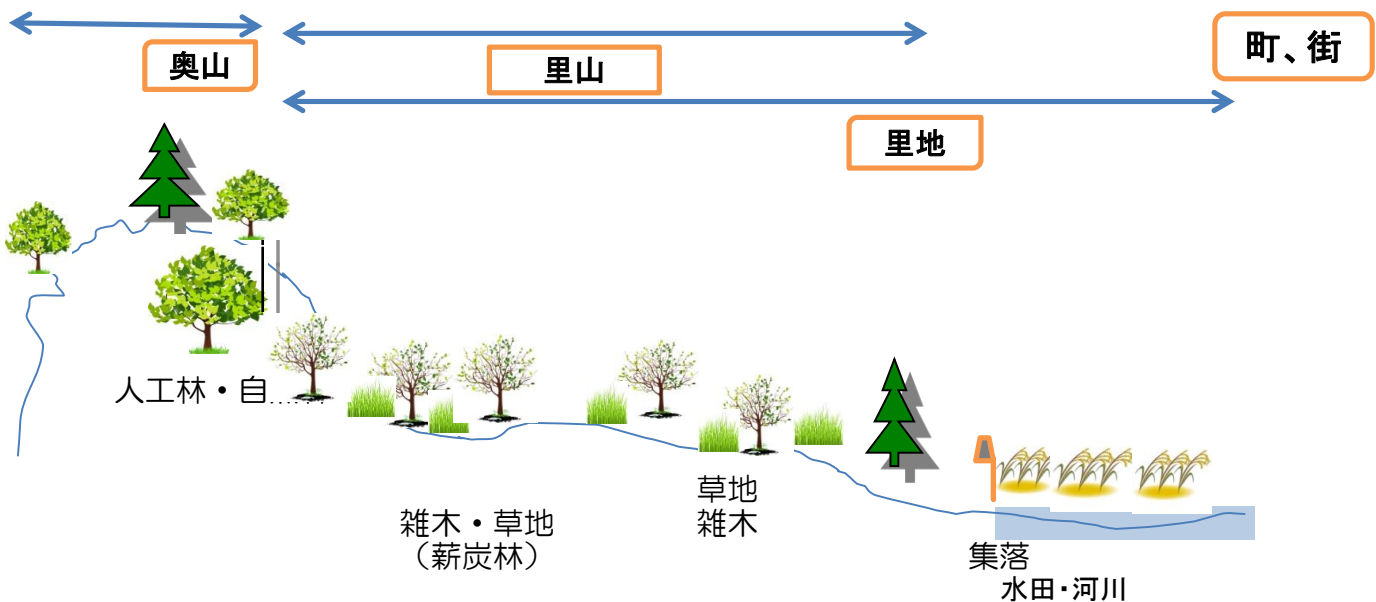 奥山
里山
町、街
里地
人工林・自
雑木・草地
（薪炭林）
草地
雑木
集落
水田・河川